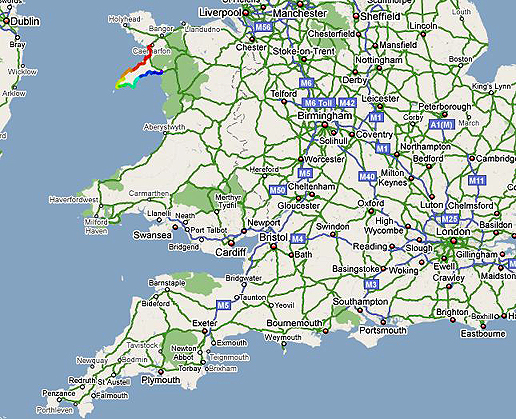 Liverpool
Manchester
Sheffield
Louth
Holyhead
Dublin
Bangor
Llandudno
Lincoln
M56
Chester
Chesterfield
Bray
Caernarfon
Mansfield
Stoke-on-Trent
Nottingham
Boston
Wicklow
Derby
M6
Arklow
King's Lynn
Telford
M6 Toll
M42
Leicester
Peterborough
Birmingham
M1
Corby
A1(M)
March
Aberystwyth
Solihull
Coventry
M1
Northampton
Worcester
Cambridge
Hereford
M5
Bedford
M40
Milton
Keynes
M11
Haverfordwest
Carmarthen
Merthyr
Tydfil
M50
Cheltenham
Gloucester
Luton
Chelmsford
Milford
Haven
Llanelli
Neath
Oxford
M25
Swansea
Port Talbot
Newport
High
Wycombe
Basildon
Bridgend
Bristol
M4
Swindon
Slough
London
Cardiff
Reading
Bath
Ewell
Gillingham
Basingstoke
Woking
Maidston
Crawley
Barnstaple
Bridgwater
M3
Bideford
M5
Taunton
Yeovil
Southampton
Brighton
Exeter
Bournemouth
Portsmouth
Eastbourne
Tavistock
Newton
Abbot
Exmouth
Weymouth
Newquay
Bodmin
Teignmouth
Torbay
Brixham
Redruth
St Austell
Plymouth
Penzance
Falmouth
Porthleven